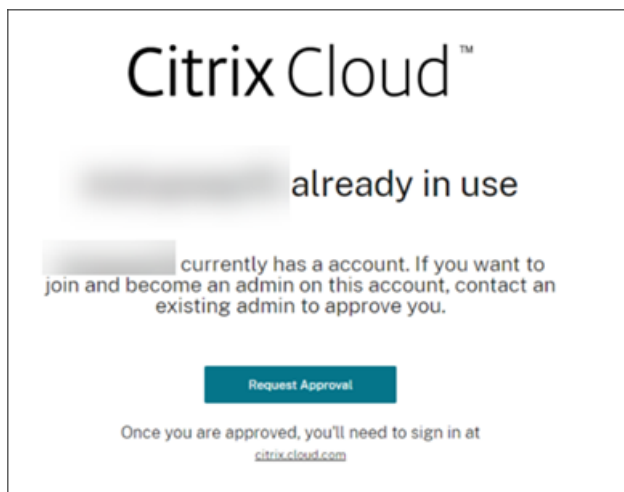 Citrix Cloud™
already in use
currently has a account. If you want to
join and become an admin on this account, contact an
existing admin to approve you.
Request Approval
Once you are approved, you'll need to sign in at
citrix.cloud.com